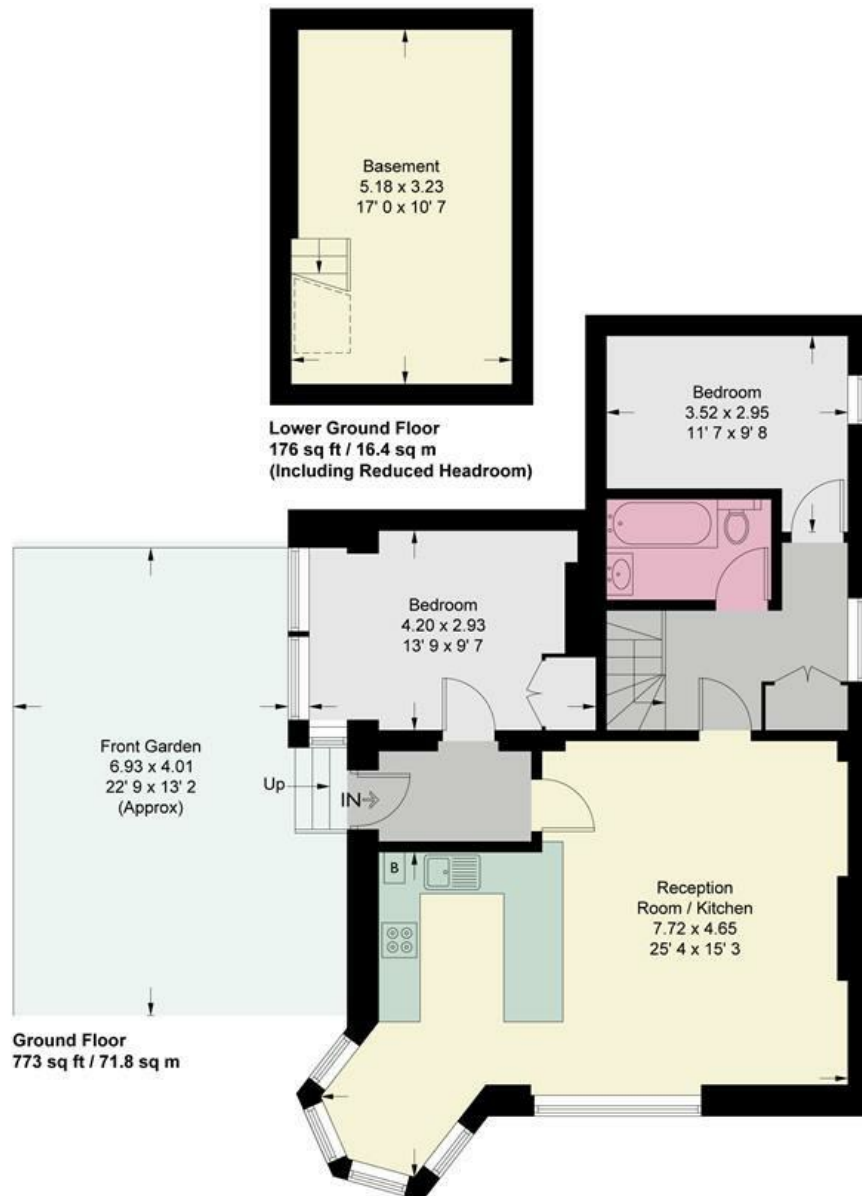 Basement
5.18 x 3.23
17' 0 x 10' 7
Lower Ground Floor
176 sq ft / 16.4 sq m
(Including Reduced Headroom)
Bedroom
3.52 x 2.95
11' 7 x 9' 8
Bedroom
4.20 x 2.93
13' 9 x 9' 7
Front Garden
6.93 x 4.01
22' 9 x 13' 2
(Approx)
Up
IN
B
Reception
Room / Kitchen
7.72 x 4.65
25' 4 x 15' 3
Ground Floor
773 sq ft / 71.8 sq m